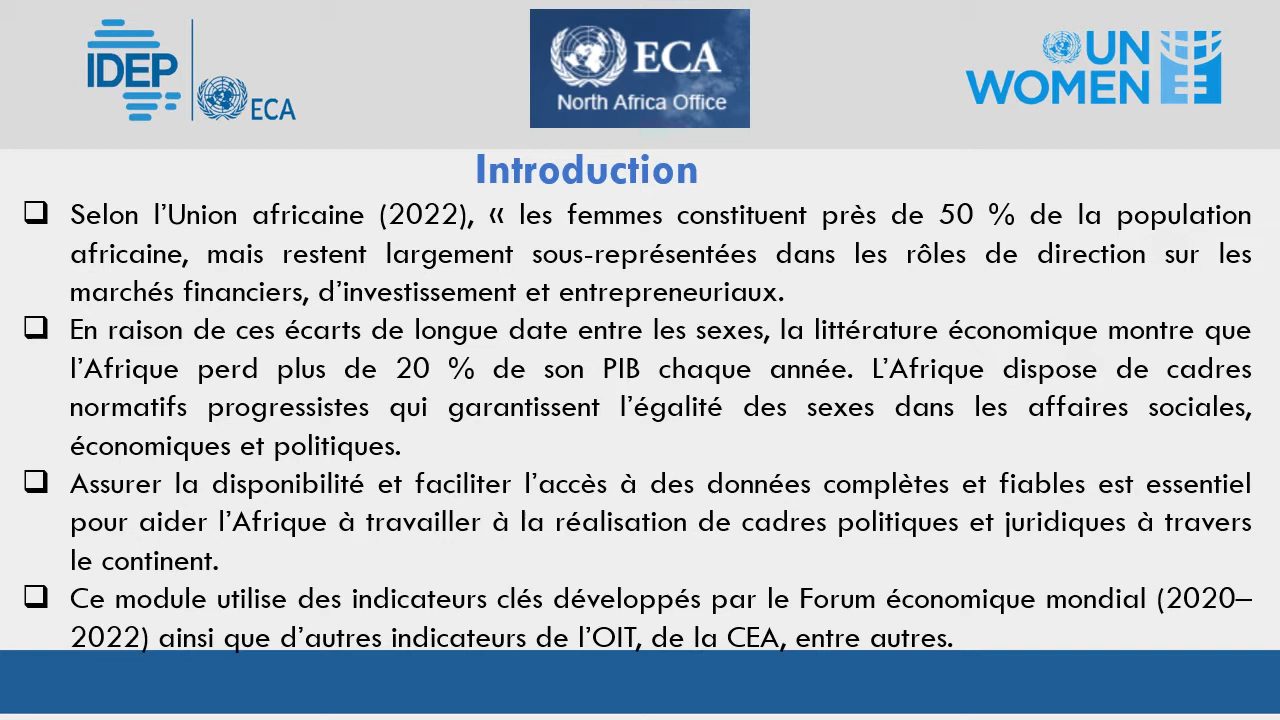 IDEP
ECA
ECA
North Africa Office
UN
WOMEN
Introduction
Selon l’Union africaine (2022), « les femmes constituent près de 50 % de la population
africaine, mais restent largement sous-représentées dans les rôles de direction sur les
marchés financiers, d’investissement et entrepreneuriaux.
En raison de ces écarts de longue date entre les sexes, la littérature économique montre que
l’Afrique perd plus de 20 % de son PIB chaque année. L’Afrique dispose de cadres
normatifs progressistes qui garantissent l’égalité des sexes dans les affaires sociales,
économiques et politiques.
Assurer la disponibilité et faciliter l’accès à des données complètes et fiables est essentiel
pour aider l’Afrique à travailler à la réalisation de cadres politiques et juridiques à travers
le continent.
Ce module utilise des indicateurs clés développés par le Forum économique mondial (2020–
2022) ainsi que d’autres indicateurs de l’OIT, de la CEA, entre autres.